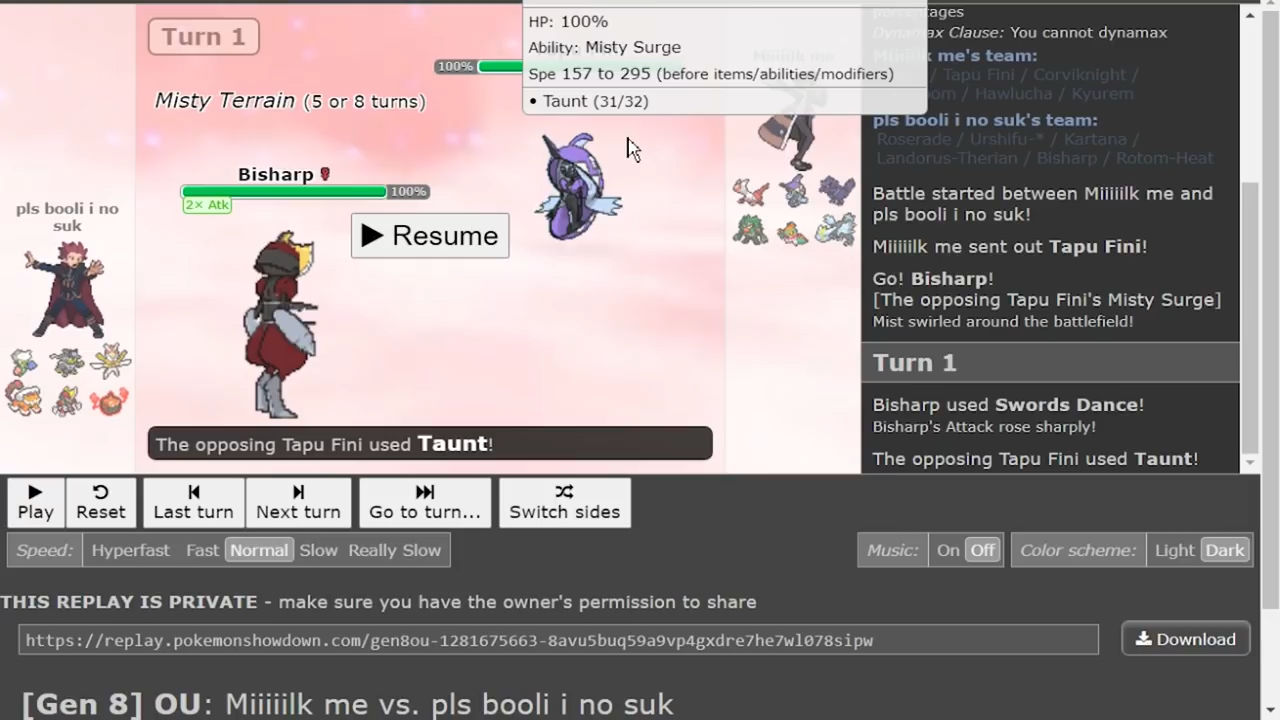 Turn 1
Misty Terrain (5 or 8 turns)
100%
HP: 100%
Ability: Misty Surge
Spe 157 to 295 (before items/abilities/modifiers)
• Taunt (31/32)
Bisharp
100%
2× Atk
pls booli i no
suk
Resume
The opposing Tapu Fini used Taunt!
percentages
Dynamax Clause: You cannot dynamax
me's team:
/ Tapu Fini / Corviknight /
/ Hawlucha / Kyurem
pls booli i no suk's team:
Roserade / Urshifu-* / Kartana /
Landorus-Therian / Bisharp / Rotom-Heat
Battle started between Miiiiilk me and
pls booli i no suk!
Miiiiilk me sent out Tapu Fini!
Go! Bisharp!
[The opposing Tapu Fini's Misty Surge]
Mist swirled around the battlefield!
Turn 1
Bisharp used Swords Dance!
Bisharp's Attack rose sharply!
The opposing Tapu Fini used Taunt!
Play
Reset
Last turn
Next turn
Go to turn...
Switch sides
Speed: Hyperfast Fast Normal Slow Really Slow
Music: On Off
Color scheme: Light Dark
THIS REPLAY IS PRIVATE - make sure you have the owner's permission to share
https://replay.pokemonshowdown.com/gen8ou-1281675663-8avu5buq59a9vp4gxdre7he7wl078sipw
Download
[Gen 8] OU: Miiiiilk me vs. pls booli i no suk